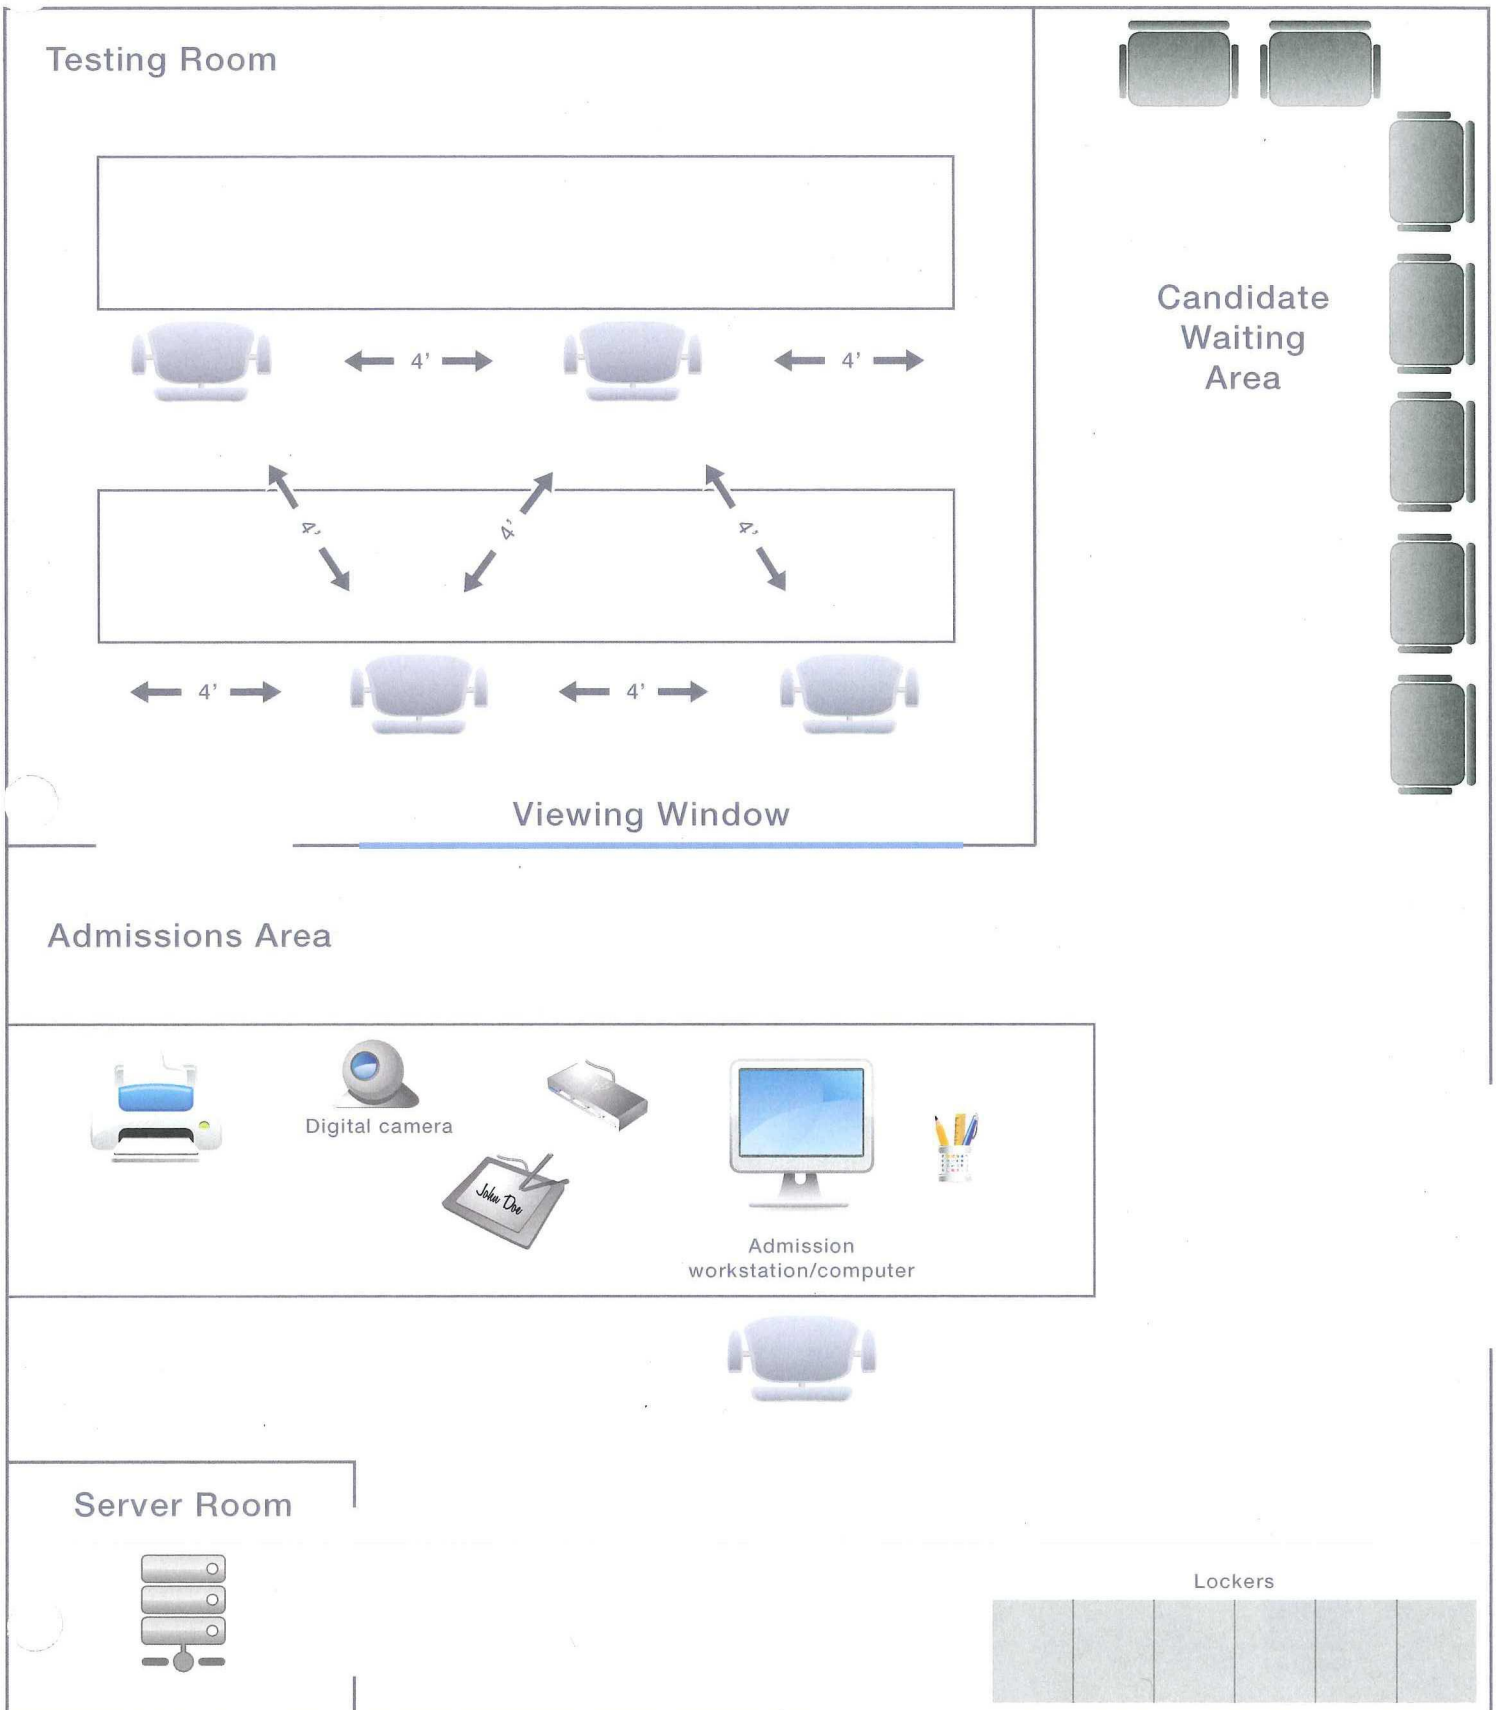 Testing Room
Candidate
Waiting
Area
4’
4’
4’
4’
4’
4’
4’
Viewing Window
Admissions Area
Digital camera
John Doe
Admission
workstation/computer
Server Room
Lockers